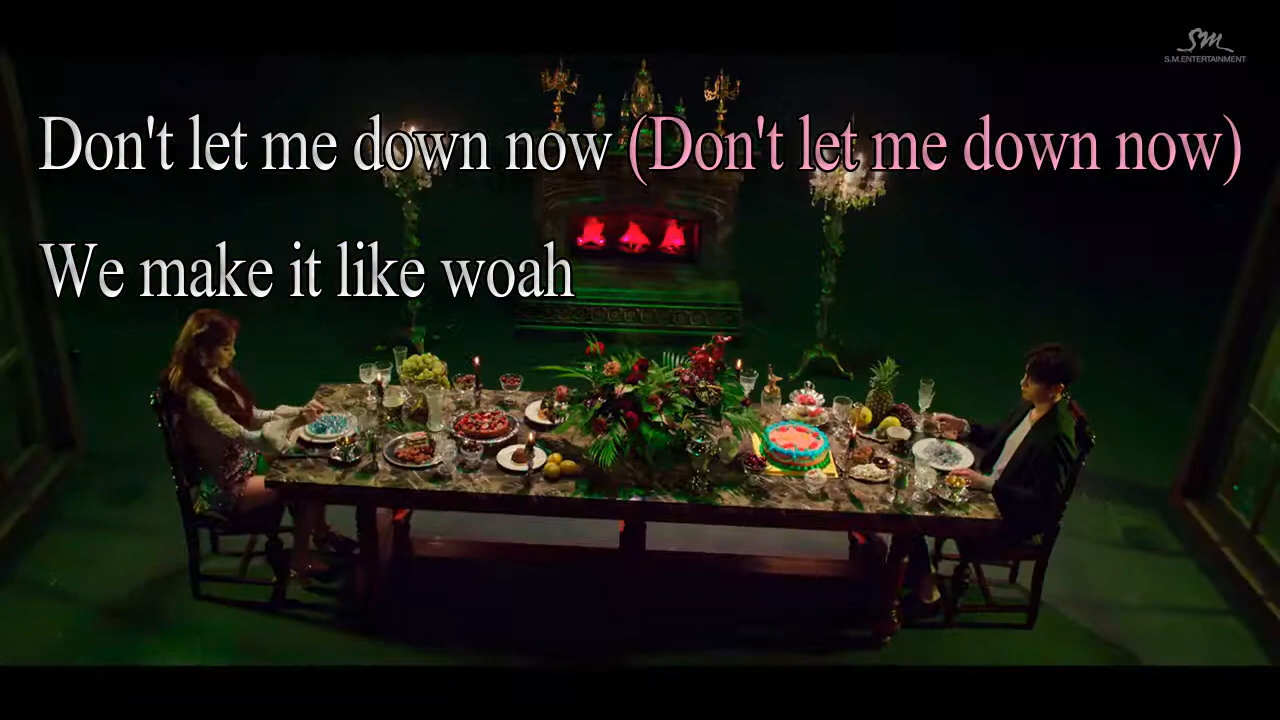 SM
S.M.ENTERTAINMENT
Don't let me down now (Don't let me down now)
We make it like woah